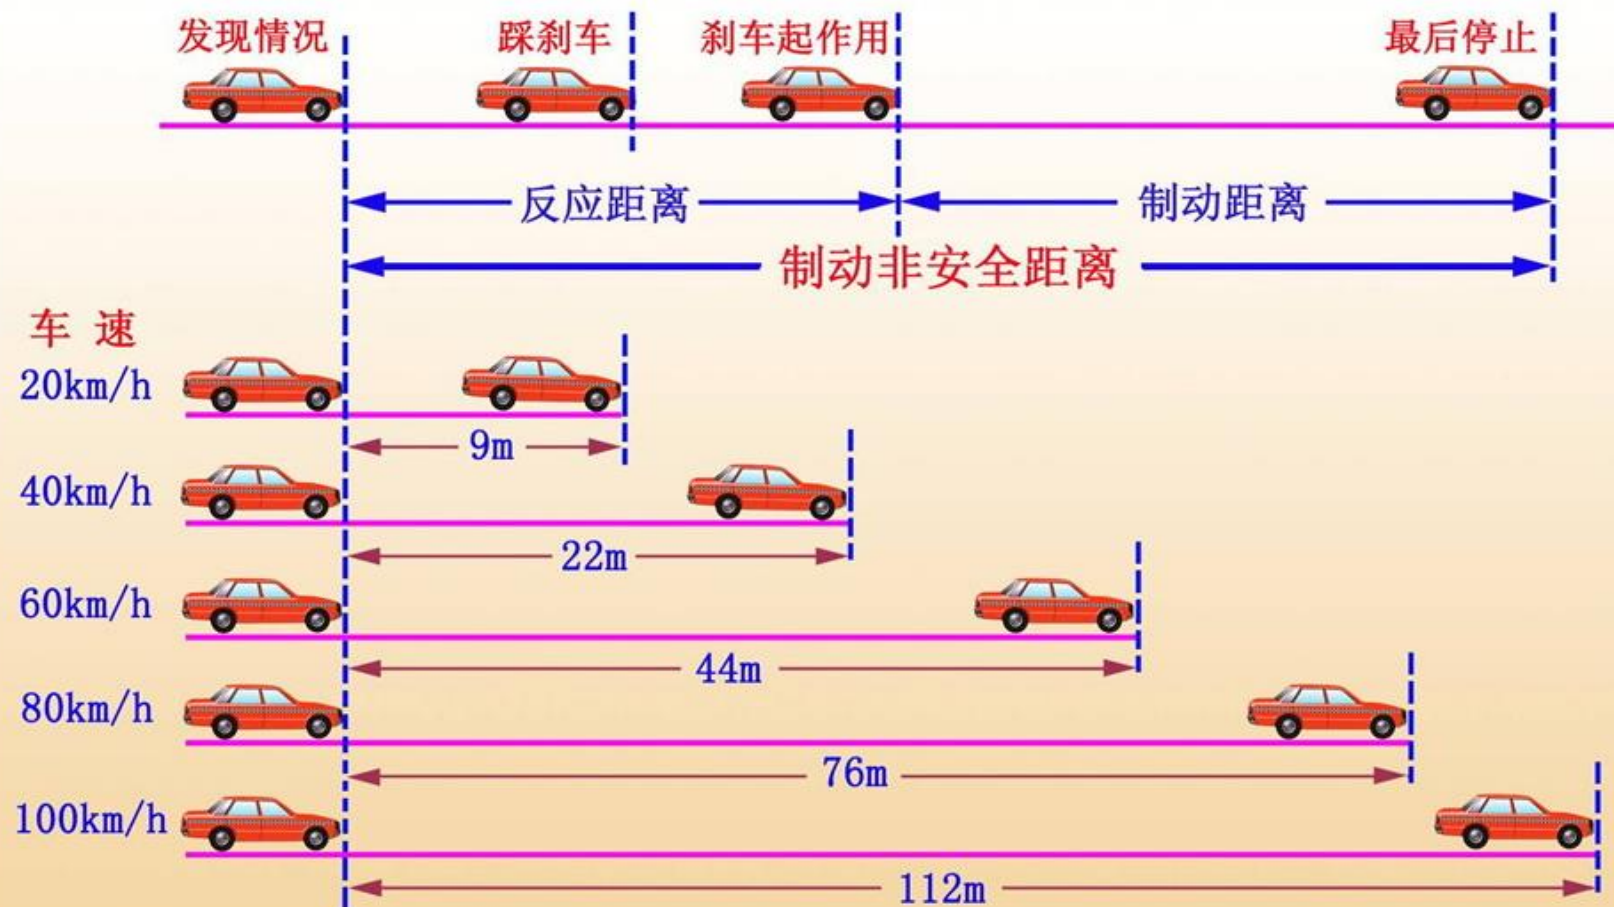 发现情况
踩刹车
刹车起作用
最后停止
反应距离
制动距离
制动非安全距离
车 速
20km/h
9m
40km/h
22m
60km/h
44m
80km/h
76m
100km/h
112m